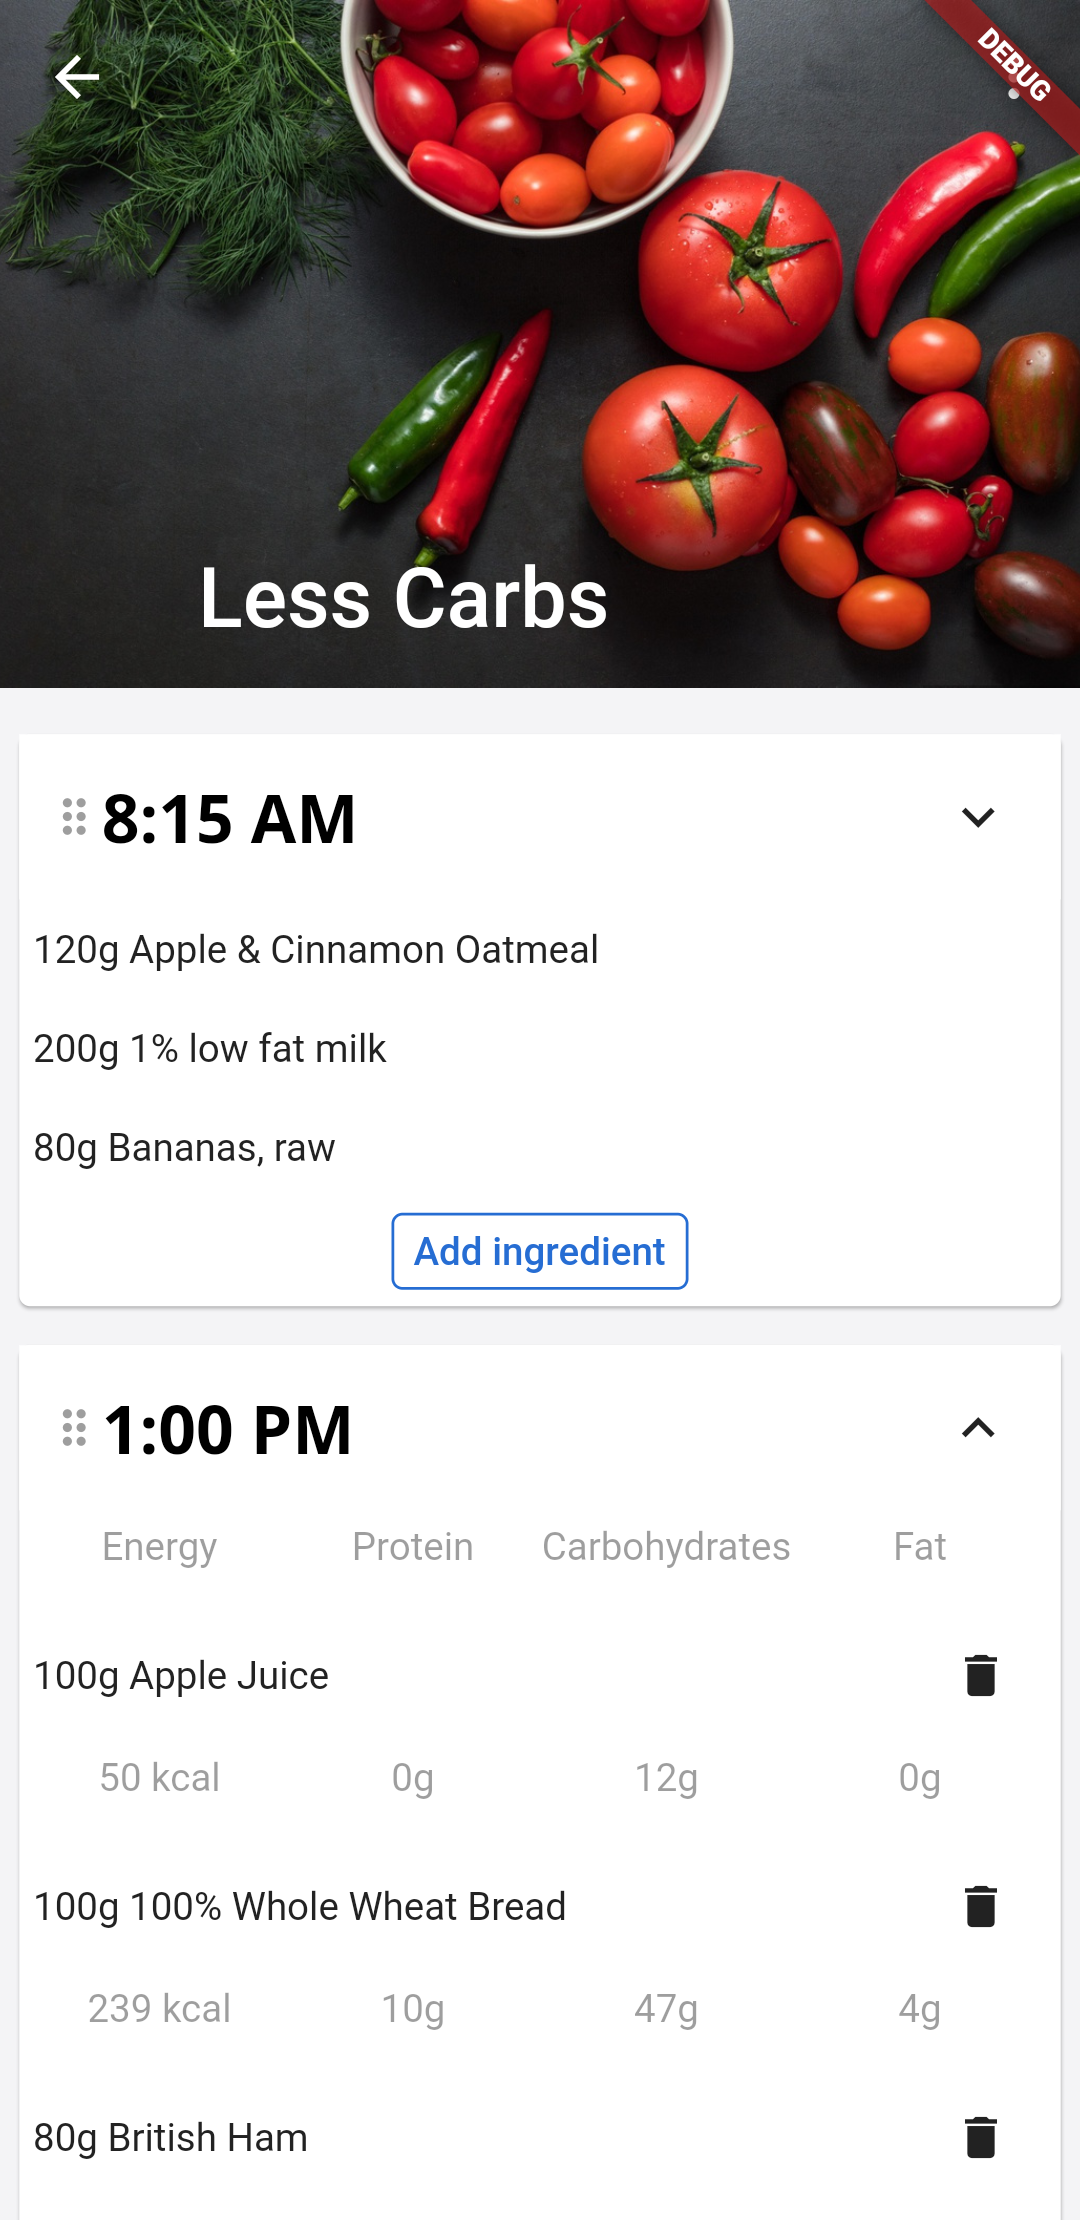 DEBUG
Less Carbs
8:15 AM
120g Apple & Cinnamon Oatmeal
200g 1% low fat milk
80g Bananas, raw
Add ingredient
1:00 PM
Energy Protein Carbohydrates Fat
100g Apple Juice
50 kcal 0g 12g 0g
100g 100% Whole Wheat Bread
239 kcal 10g 47g 4g
80g British Ham